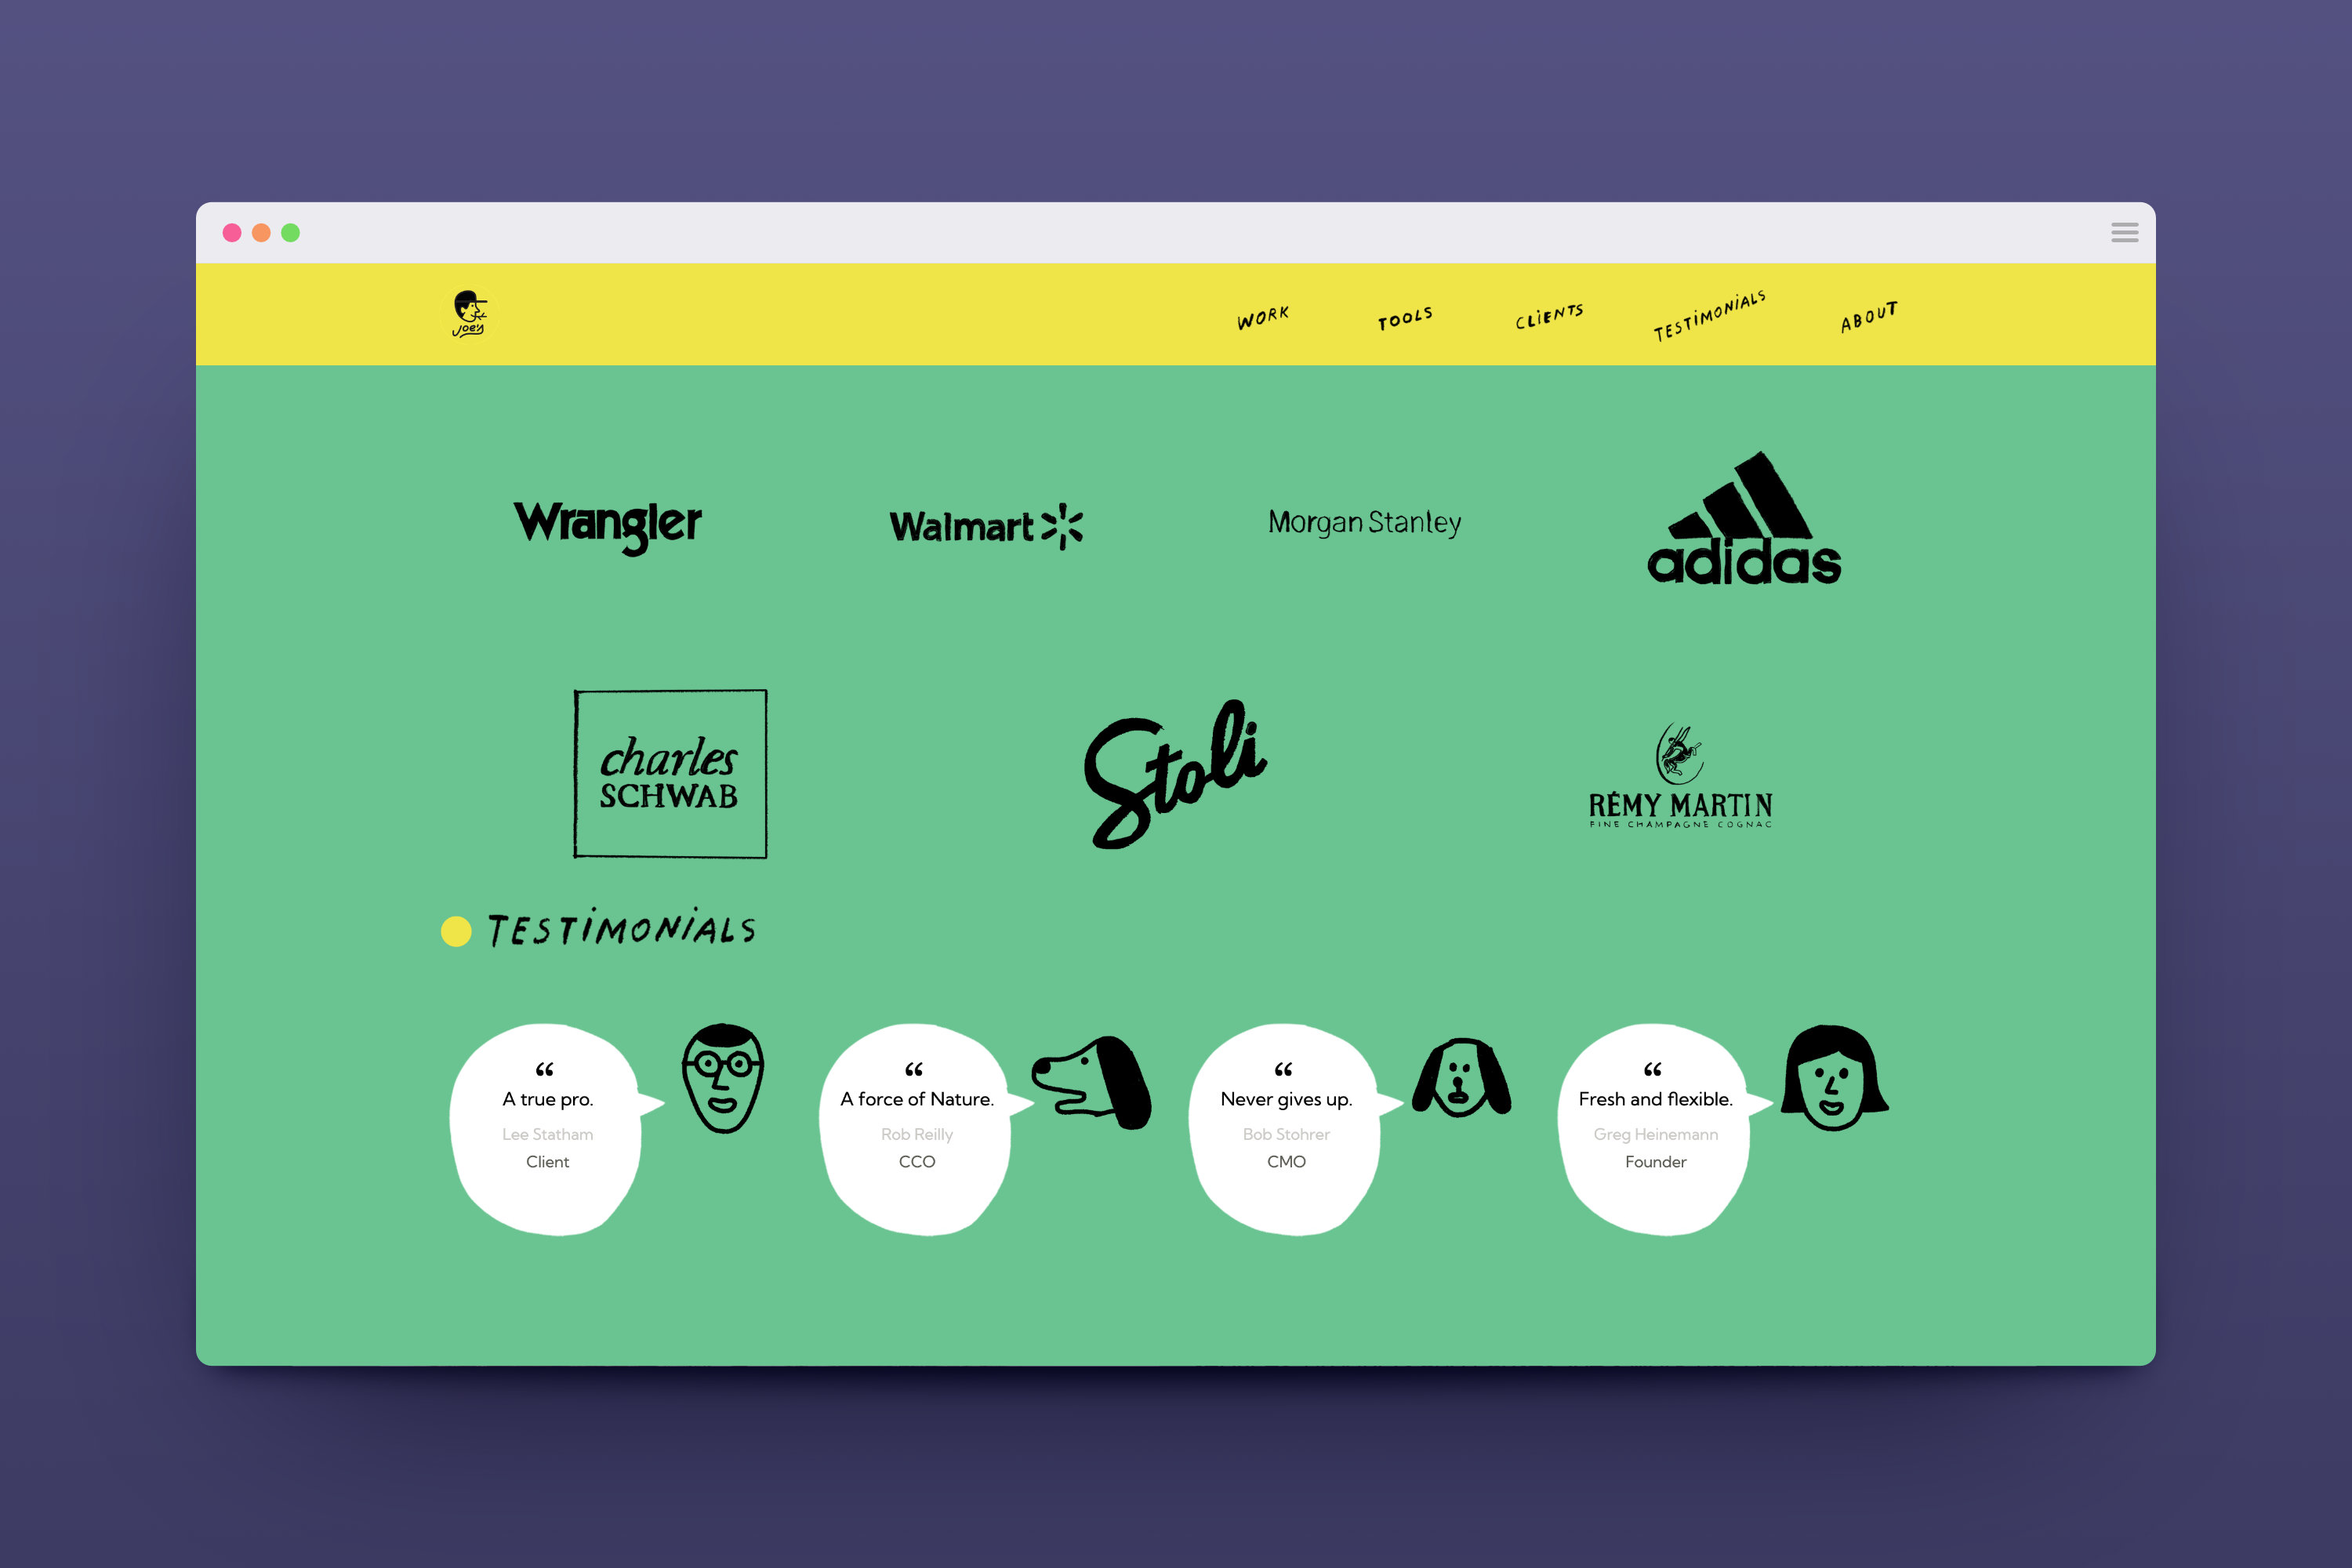 Joe's
WORK
TOOLS
CLiENTS
TESTiMONiALS
ABOUT
Wrangler
Walmart
Morgan Stanley
adidas
charles
SCHWAB
Stoli
RÉMY MARTIN
FINE CHAMPAGNE COGNAC
TESTiMONiALS
“
A true pro.
Lee Statham
Client
“
A force of Nature.
Rob Reilly
CCO
“
Never gives up.
Bob Stohrer
CMO
“
Fresh and flexible.
Greg Heinemann
Founder